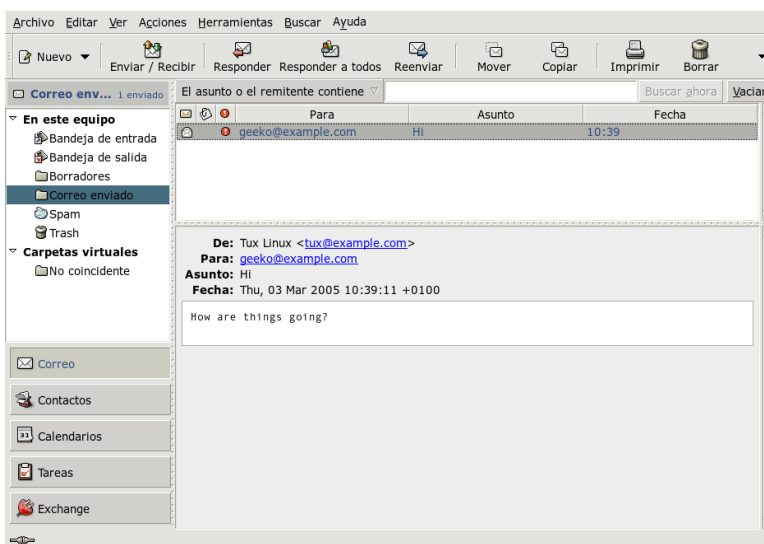 Archivo Editar Ver Acciones Herramientas Buscar Ayuda
Nuevo Enviar / Recibir Responder Responder a todos Reenviar Mover Copiar Imprimir Borrar
Correo env... 1 enviado
El asunto o el remitente contiene Buscar ahora Vaciar
En este equipo
Bandeja de entrada
Bandeja de salida
Borradores
Correo enviado
Spam
Trash
Carpetas virtuales
No coincidente
Para Asunto Fecha
geeko@example.com Hi 10:39
De: Tux Linux <tux@example.com>
Para: geeko@example.com
Asunto: Hi
Fecha: Thu, 03 Mar 2005 10:39:11 +0100
How are things going?
Correo
Contactos
31 Calendarios
Tareas
Exchange